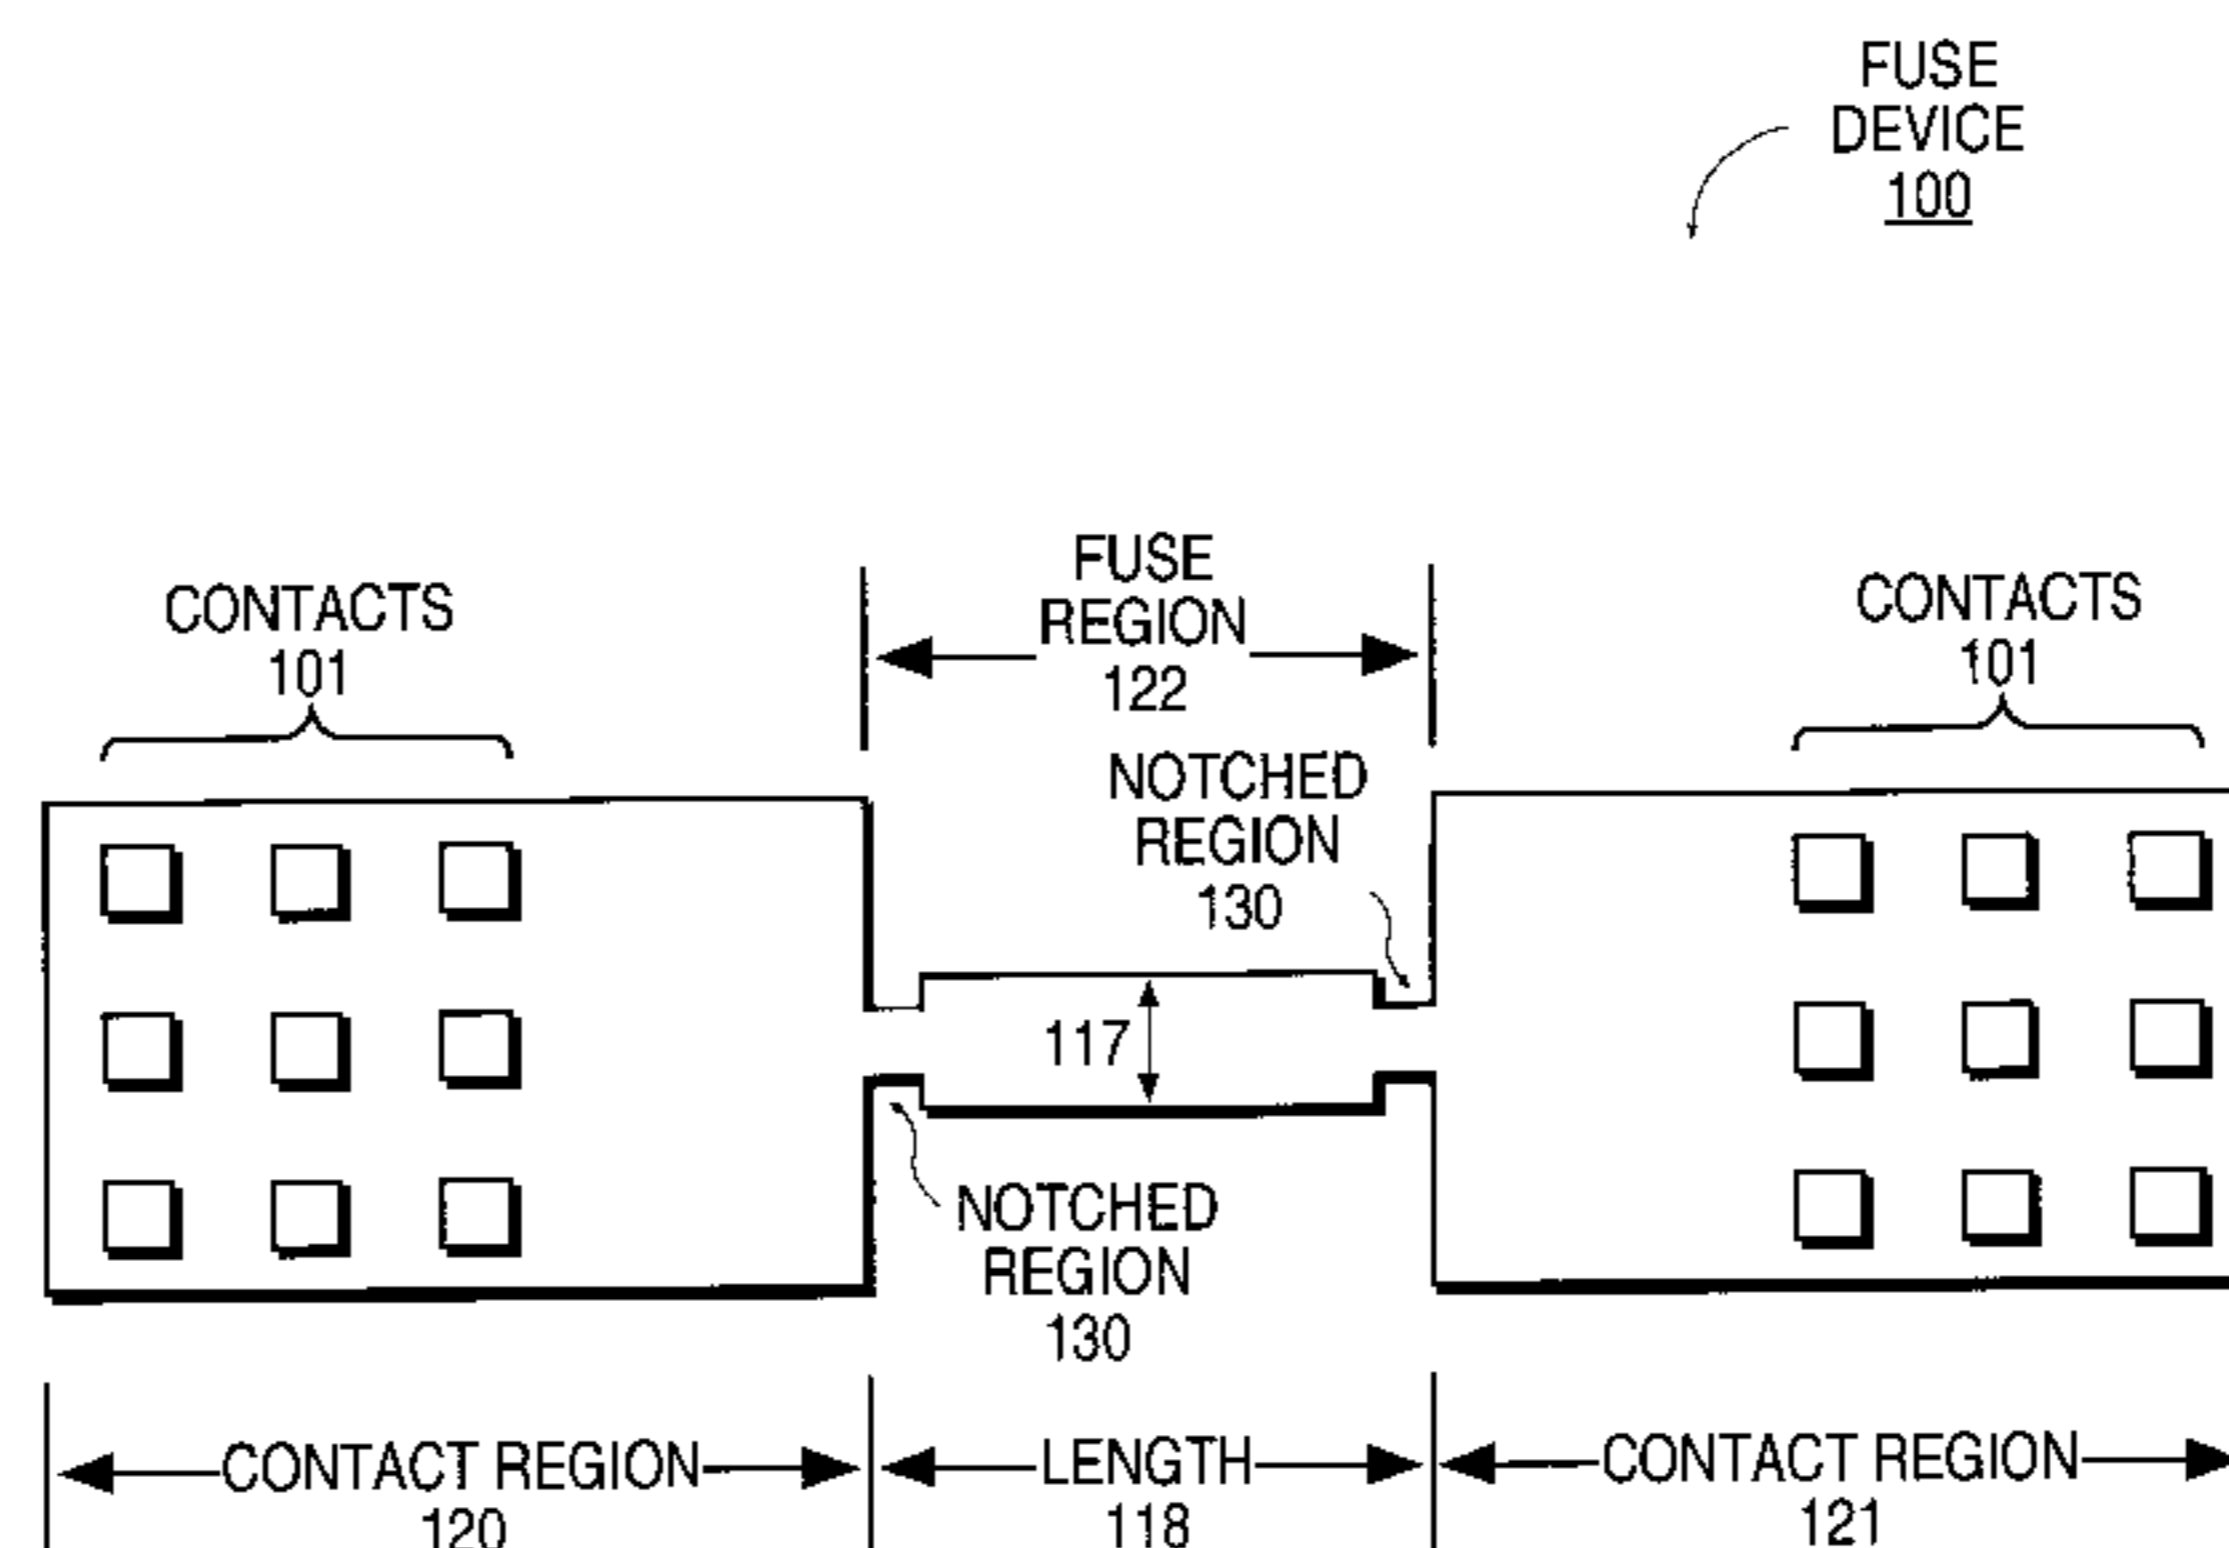 FUSE
DEVICE
100
FUSE
REGION
122
CONTACTS
101
CONTACTS
101
NOTCHED
REGION
130
117
NOTCHED
REGION
130
CONTACT REGION
120
LENGTH
118
CONTACT REGION
121